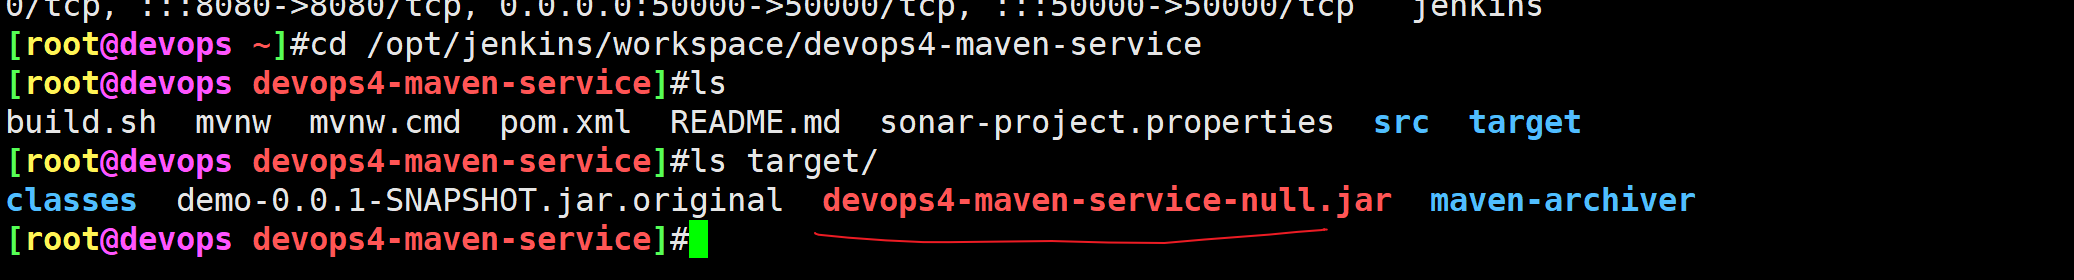 0/tcp, :::8080->8080/tcp, 0.0.0.0:50000->50000/tcp, :::50000->50000/tcp   jenkins
[root@devops ~]#cd /opt/jenkins/workspace/devops4-maven-service
[root@devops devops4-maven-service]#ls
build.sh  mvnw  mvnw.cmd  pom.xml  README.md  sonar-project.properties  src  target
[root@devops devops4-maven-service]#ls target/
classes  demo-0.0.1-SNAPSHOT.jar.original  devops4-maven-service-null.jar  maven-archiver
[root@devops devops4-maven-service]#